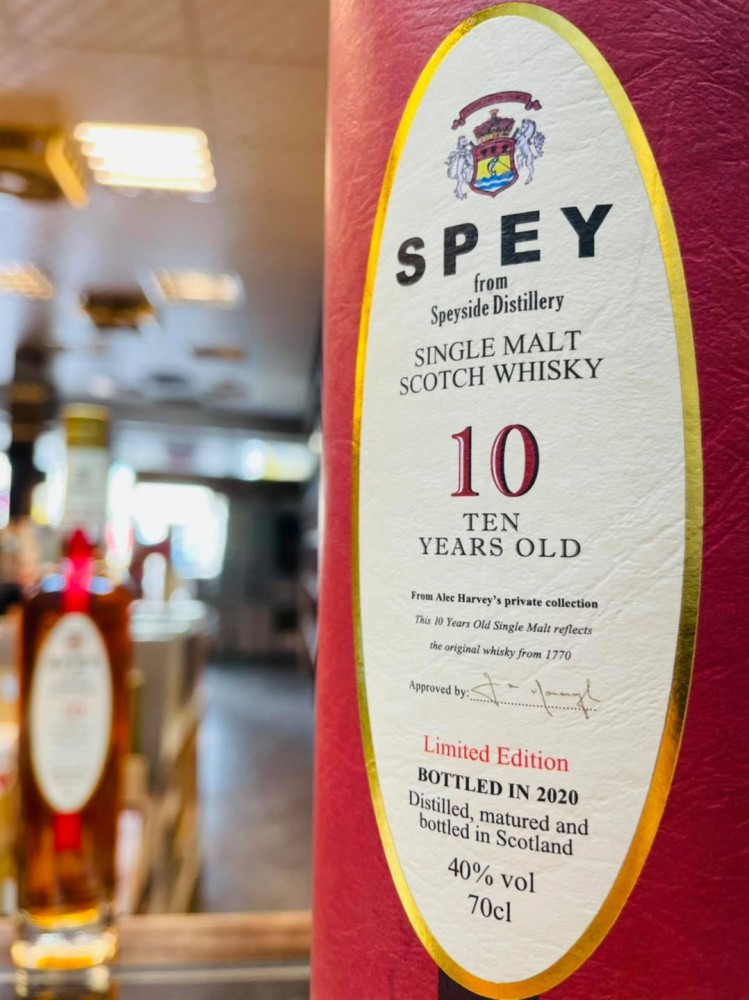 SPEY
from
Speyside Distillery
SINGLE MALT
SCOTCH WHISKY
10
TEN
YEARS OLD
From Alec Harvey's private collection
This 10 Years Old Single Malt reflects
the original whisky from 1770
Approved by:
Limited Edition
BOTTLED IN 2020
Distilled, matured and
bottled in Scotland
40% vol
70cl
SPEY
10